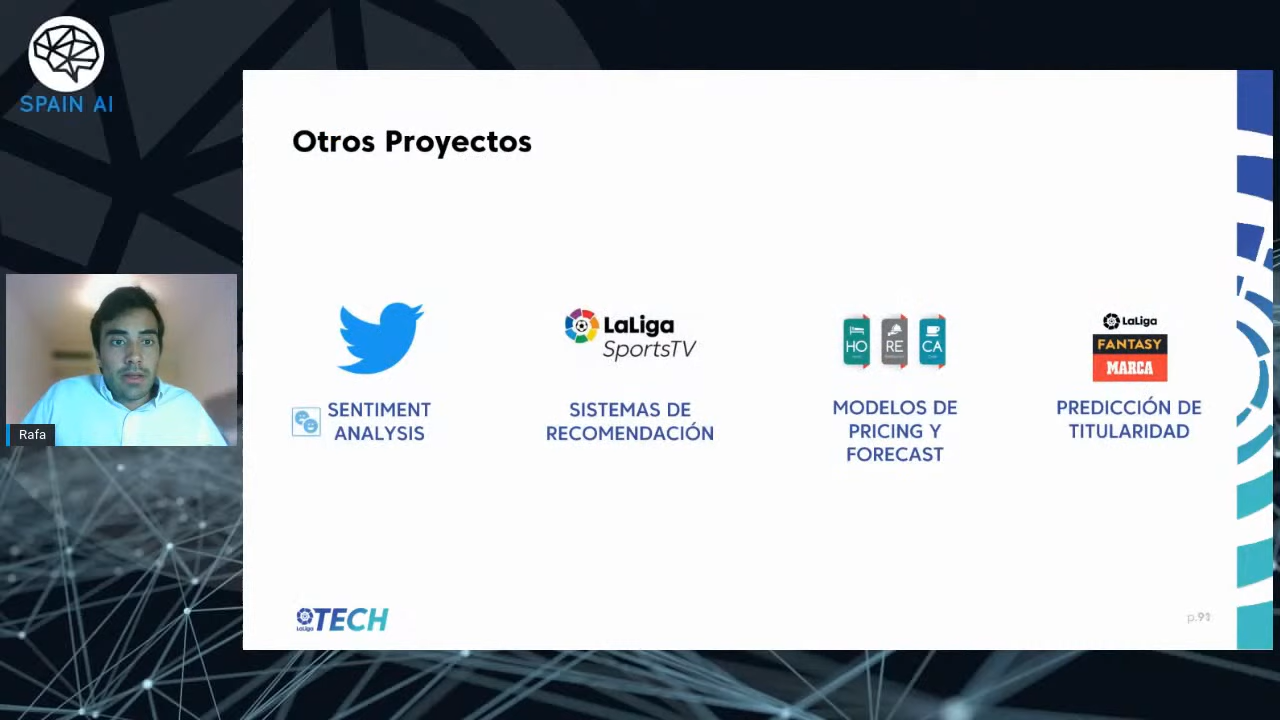 SPAIN AI
Otros Proyectos
LaLiga
SportsTV
HO
RE
CA
LaLiga
FANTASY
MARCA
SENTIMENT
ANALYSIS
SISTEMAS DE
RECOMENDACIÓN
MODELOS DE
PRICING Y
FORECAST
PREDICCIÓN DE
TITULARIDAD
Rafa
LaLiga
TECH